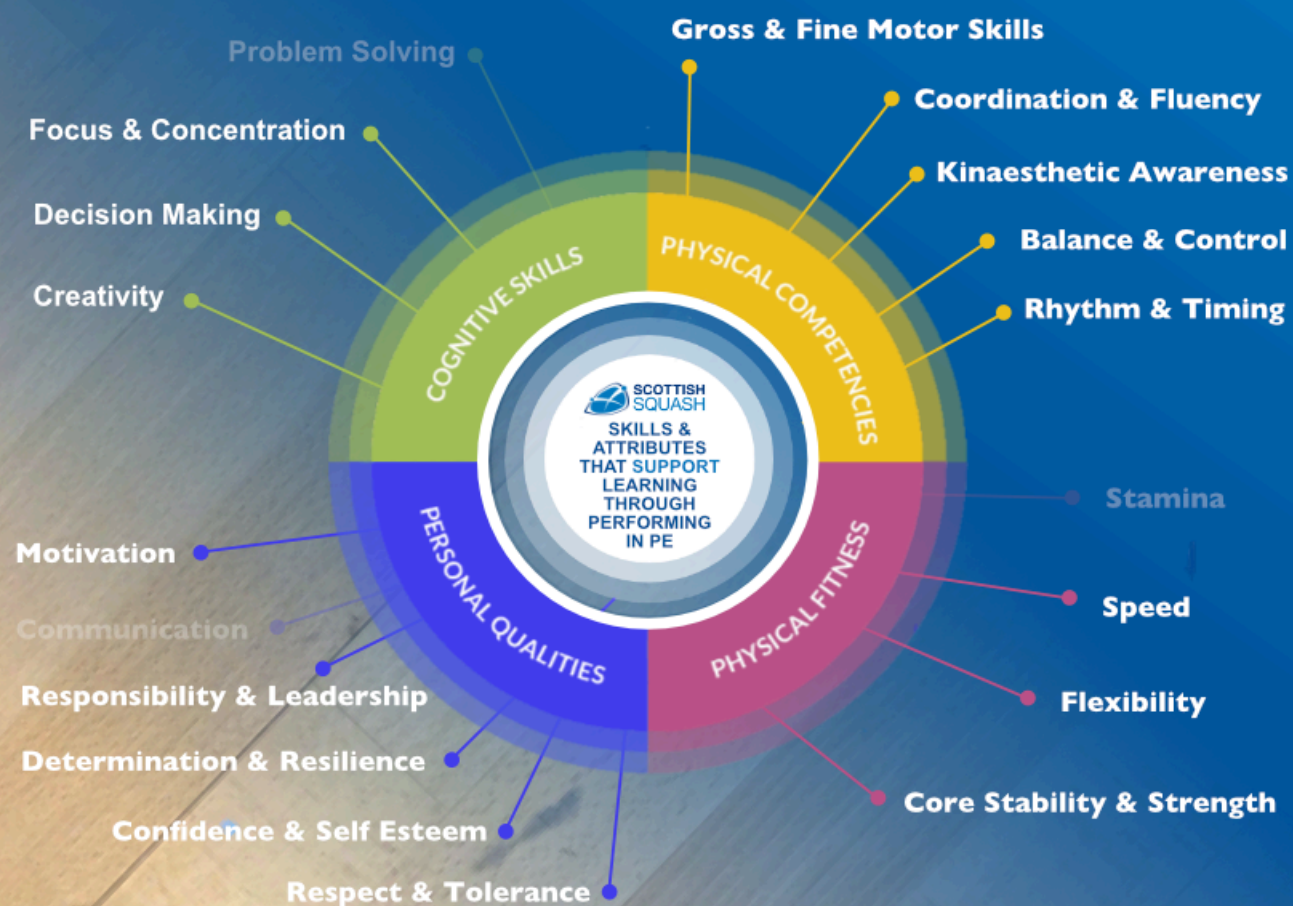 Problem Solving
Focus & Concentration
Decision Making
Creativity
COGNITIVE SKILLS
Gross & Fine Motor Skills
Coordination & Fluency
Kinaesthetic Awareness
Balance & Control
Rhythm & Timing
PHYSICAL COMPETENCIES
SCOTTISH
SQUASH
SKILLS &
ATTRIBUTES
THAT SUPPORT
LEARNING
THROUGH
PERFORMING
IN PE
Motivation
Communication
Responsibility & Leadership
Determination & Resilience
Confidence & Self Esteem
Respect & Tolerance
PERSONAL QUALITIES
PHYSICAL FITNESS
Stamina
Speed
Flexibility
Core Stability & Strength